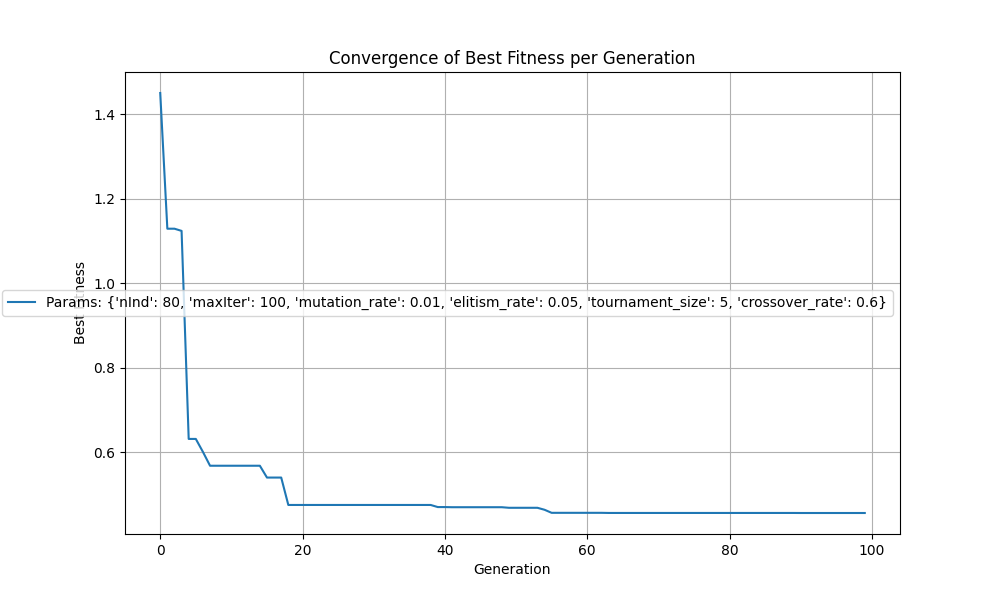 Convergence of Best Fitness per Generation
1.4
1.2
1.0
0.8
0.6
Best
ness
Params: {'nInd': 80, 'maxIter': 100, 'mutation_rate': 0.01, 'elitism_rate': 0.05, 'tournament_size': 5, 'crossover_rate': 0.6}
0 20 40 60 80 100
Generation